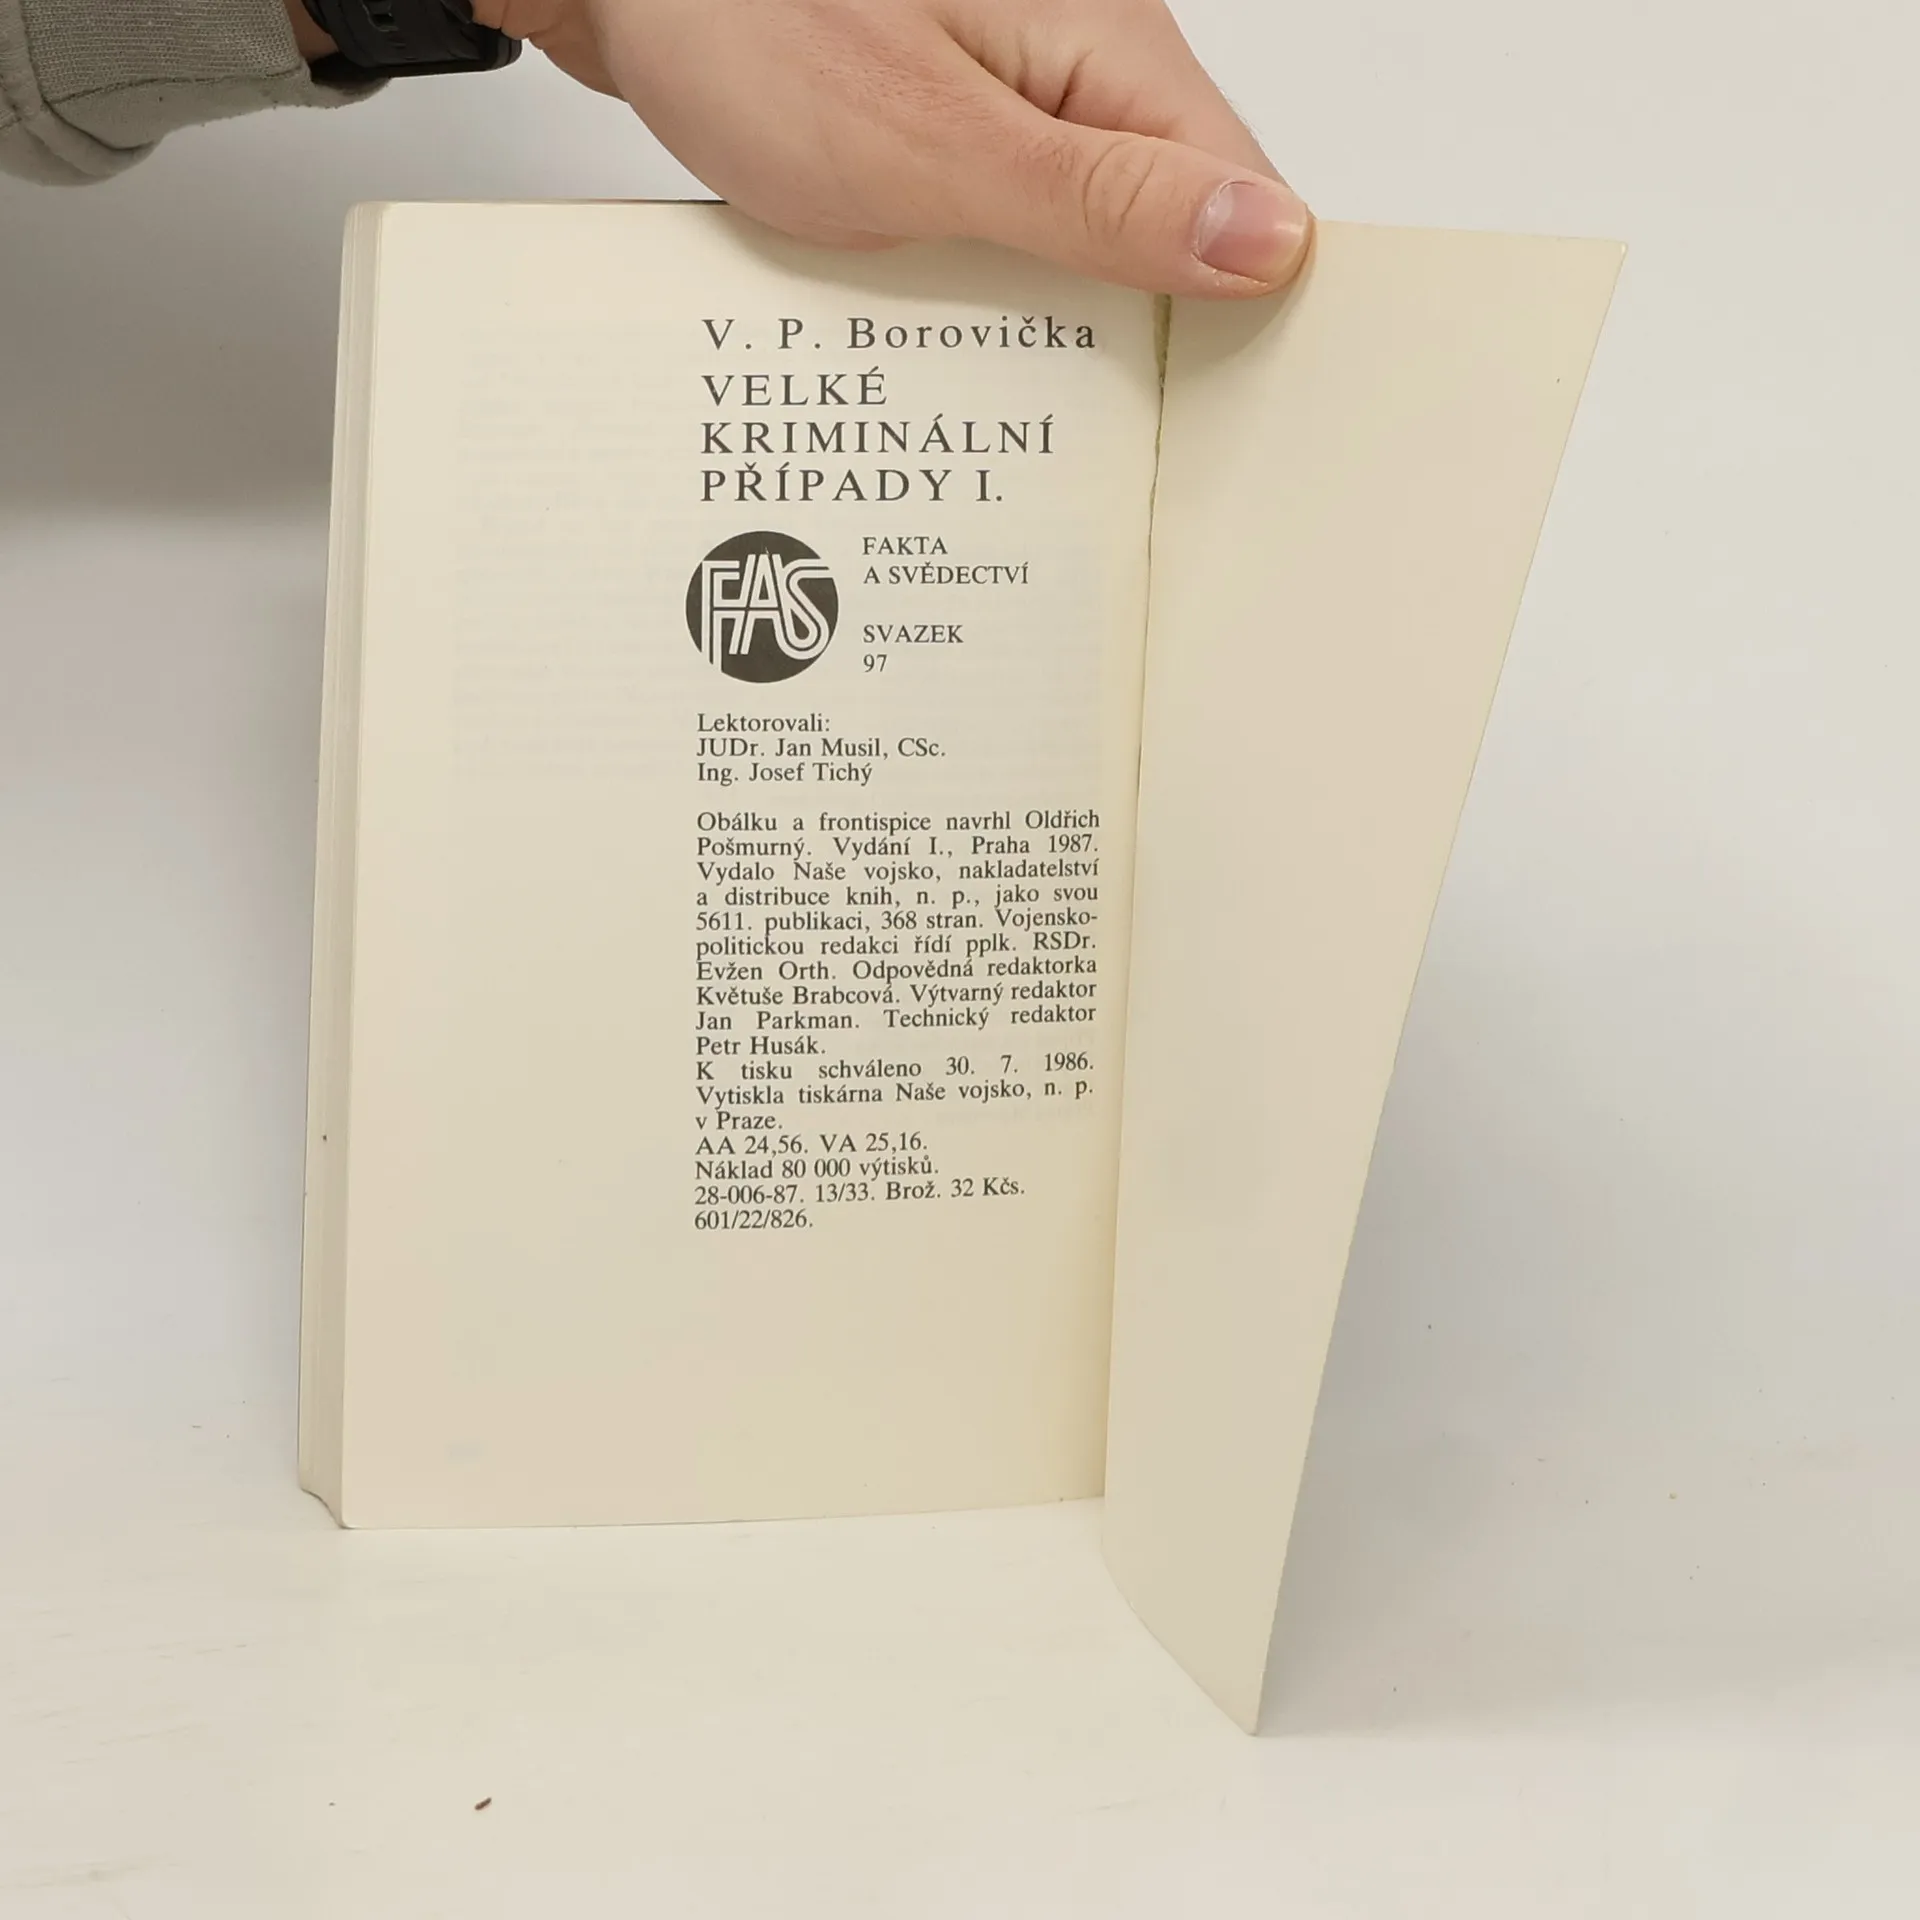 V. P. Borovička
VELKÉ
KRIMINÁLNÍ
PŘÍPADY I.
FAS
FAKTA
A SVĚDECTVÍ
SVAZEK
97
Lektorovali:
JUDr. Jan Musil, CSc.
Ing. Josef Tichý
Obálku a frontispice navrhl Oldřich
Pošmurný. Vydání I., Praha 1987.
Vydalo Naše vojsko, nakladatelství
a distribuce knih, n. p., jako svou
5611. publikaci, 368 stran. Vojensko-
politickou redakci řídí pplk. RSDr.
Evžen Orth. Odpovědná redaktorka
Květuše Brabcová. Výtvarný redaktor
Jan Parkman. Technický redaktor
Petr Husák.
K tisku schváleno 30. 7. 1986.
Vytiskla tiskárna Naše vojsko, n. p.
v Praze.
AA 24,56. VA 25,16.
Náklad 80 000 výtisků.
28-006-87. 13/33. Brož. 32 Kčs.
601/22/826.